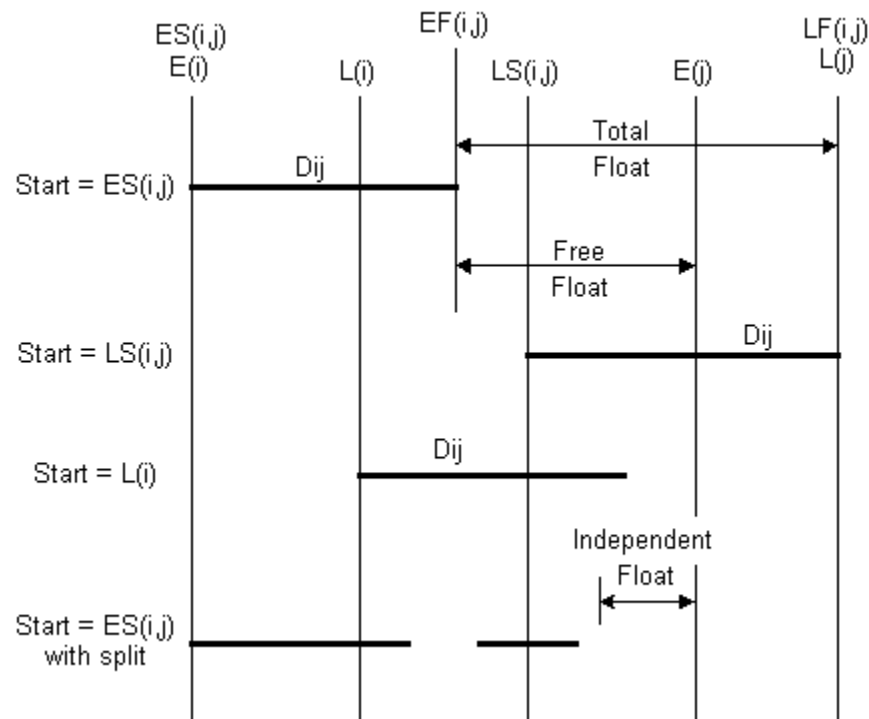 ES(i,j)
E(i)
L(i)
EF(i,j)
LS(i,j)
E(j)
LF(i,j)
L(j)
Total
Float
Start = ES(i,j)
Dij
Free
Float
Start = LS(i,j)
Dij
Start = L(i)
Dij
Independent
Float
Start = ES(i,j)
with split